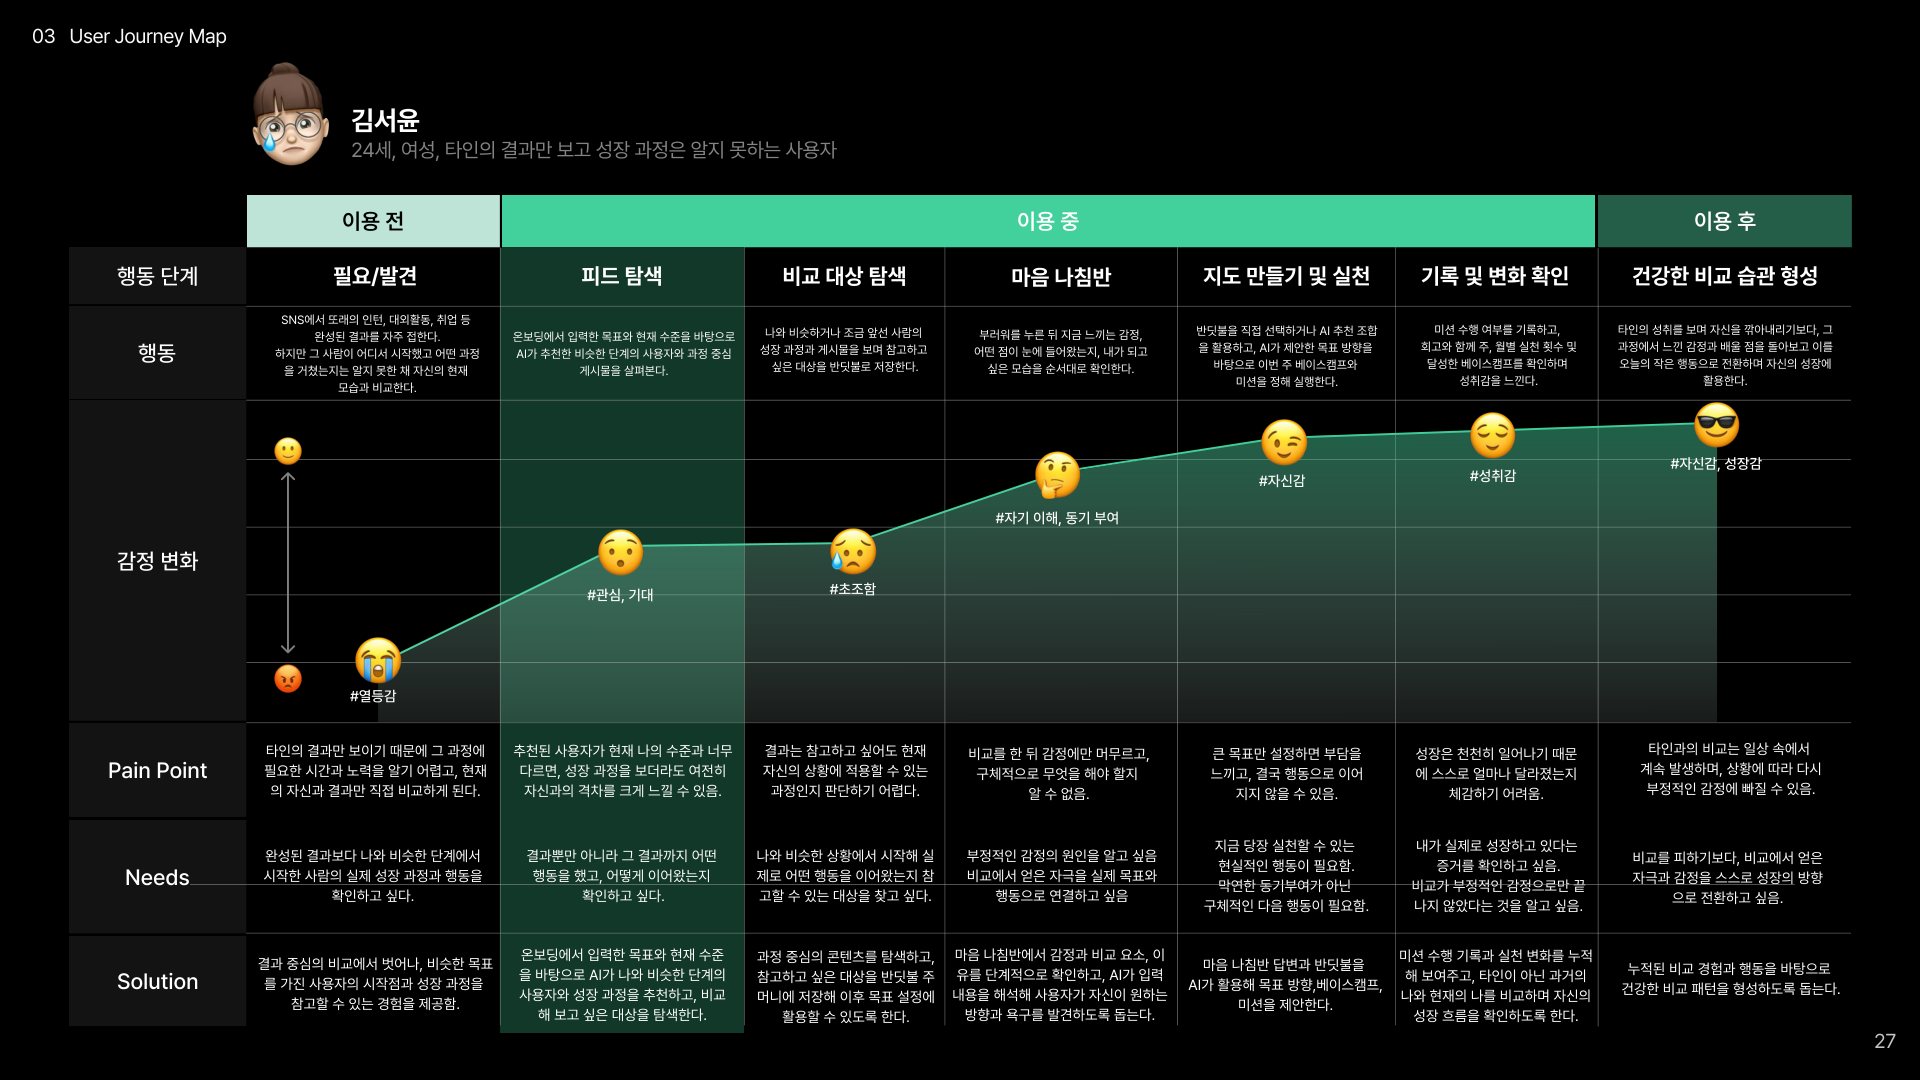 03 User Journey Map
김서윤
24세, 여성, 타인의 결과만 보고 성장 과정은 알지 못하는 사용자
이용 전
이용 중
이용 후
행동 단계
필요/발견
피드 탐색
비교 대상 탐색
마음 나침반
지도 만들기 및 실천
기록 및 변화 확인
건강한 비교 습관 형성
행동
SNS에서 또래의 인턴, 대외활동, 취업 등
완성된 결과를 자주 접한다.
하지만 그 사람이 어디서 시작했고 어떤 과정
을 거쳤는지는 알지 못한 채 자신의 현재
모습과 비교한다.
온보딩에서 입력한 목표와 현재 수준을 바탕으로
AI가 추천한 비슷한 단계의 사용자와 과정 중심
게시물을 살펴본다.
나와 비슷하거나 조금 앞선 사람의
성장 과정과 게시물을 보며 참고하고
싶은 대상을 반딧불로 저장한다.
부러워를 누른 뒤 지금 느끼는 감정,
어떤 점이 눈에 들어왔는지, 내가 되고
싶은 모습을 순서대로 확인한다.
반딧불을 직접 선택하거나 AI 추천 조합
을 활용하고, AI가 제안한 목표 방향을
바탕으로 이번 주 베이스캠프와
미션을 정해 실행한다.
미션 수행 여부를 기록하고,
회고와 함께 주, 월별 실천 횟수 및
달성한 베이스캠프를 확인하며
성취감을 느낀다.
타인의 성취를 보며 자신을 깎아내리기보다, 그
과정에서 느낀 감정과 배울 점을 돌아보고 이를
오늘의 작은 행동으로 전환하며 자신의 성장에
활용한다.
감정 변화
#열등감
#관심, 기대
#초조함
#자기 이해, 동기 부여
#자신감
#성취감
#자신감, 성장감
Pain Point
타인의 결과만 보이기 때문에 그 과정에
필요한 시간과 노력을 알기 어렵고, 현재
의 자신과 결과만 직접 비교하게 된다.
추천된 사용자가 현재 나의 수준과 너무
다르면, 성장 과정을 보더라도 여전히
자신과의 격차를 크게 느낄 수 있음.
결과는 참고하고 싶어도 현재
자신의 상황에 적용할 수 있는
과정인지 판단하기 어렵다.
비교를 한 뒤 감정에만 머무르고,
구체적으로 무엇을 해야 할지
알 수 없음.
큰 목표만 설정하면 부담을
느끼고, 결국 행동으로 이어
지지 않을 수 있음.
성장은 천천히 일어나기 때문
에 스스로 얼마나 달라졌는지
체감하기 어려움.
타인과의 비교는 일상 속에서
계속 발생하며, 상황에 따라 다시
부정적인 감정에 빠질 수 있음.
Needs
완성된 결과보다 나와 비슷한 단계에서
시작한 사람의 실제 성장 과정과 행동을
확인하고 싶다.
결과뿐만 아니라 그 결과까지 어떤
행동을 했고, 어떻게 이어왔는지
확인하고 싶다.
나와 비슷한 상황에서 시작해 실
제로 어떤 행동을 이어왔는지 참
고할 수 있는 대상을 찾고 싶다.
부정적인 감정의 원인을 알고 싶음
비교에서 얻은 자극을 실제 목표와
행동으로 연결하고 싶음
지금 당장 실천할 수 있는
현실적인 행동이 필요함.
막연한 동기부여가 아닌
구체적인 다음 행동이 필요함.
내가 실제로 성장하고 있다는
증거를 확인하고 싶음.
비교가 부정적인 감정으로만 끝
나지 않았다는 것을 알고 싶음.
비교를 피하기보다, 비교에서 얻은
자극과 감정을 스스로 성장의 방향
으로 전환하고 싶음.
Solution
결과 중심의 비교에서 벗어나, 비슷한 목표
를 가진 사용자의 시작점과 성장 과정을
참고할 수 있는 경험을 제공함.
온보딩에서 입력한 목표와 현재 수준
을 바탕으로 AI가 나와 비슷한 단계의
사용자와 성장 과정을 추천하고, 비교
해 보고 싶은 대상을 탐색한다.
과정 중심의 콘텐츠를 탐색하고,
참고하고 싶은 대상을 반딧불 주
머니에 저장해 이후 목표 설정에
활용할 수 있도록 한다.
마음 나침반에서 감정과 비교 요소, 이
유를 단계적으로 확인하고, AI가 입력
내용을 해석해 사용자가 자신이 원하는
방향과 욕구를 발견하도록 돕는다.
마음 나침반 답변과 반딧불을
AI가 활용해 목표 방향,베이스캠프,
미션을 제안한다.
미션 수행 기록과 실천 변화를 누적
해 보여주고, 타인이 아닌 과거의
나와 현재의 나를 비교하며 자신의
성장 흐름을 확인하도록 한다.
누적된 비교 경험과 행동을 바탕으로
건강한 비교 패턴을 형성하도록 돕는다.
27